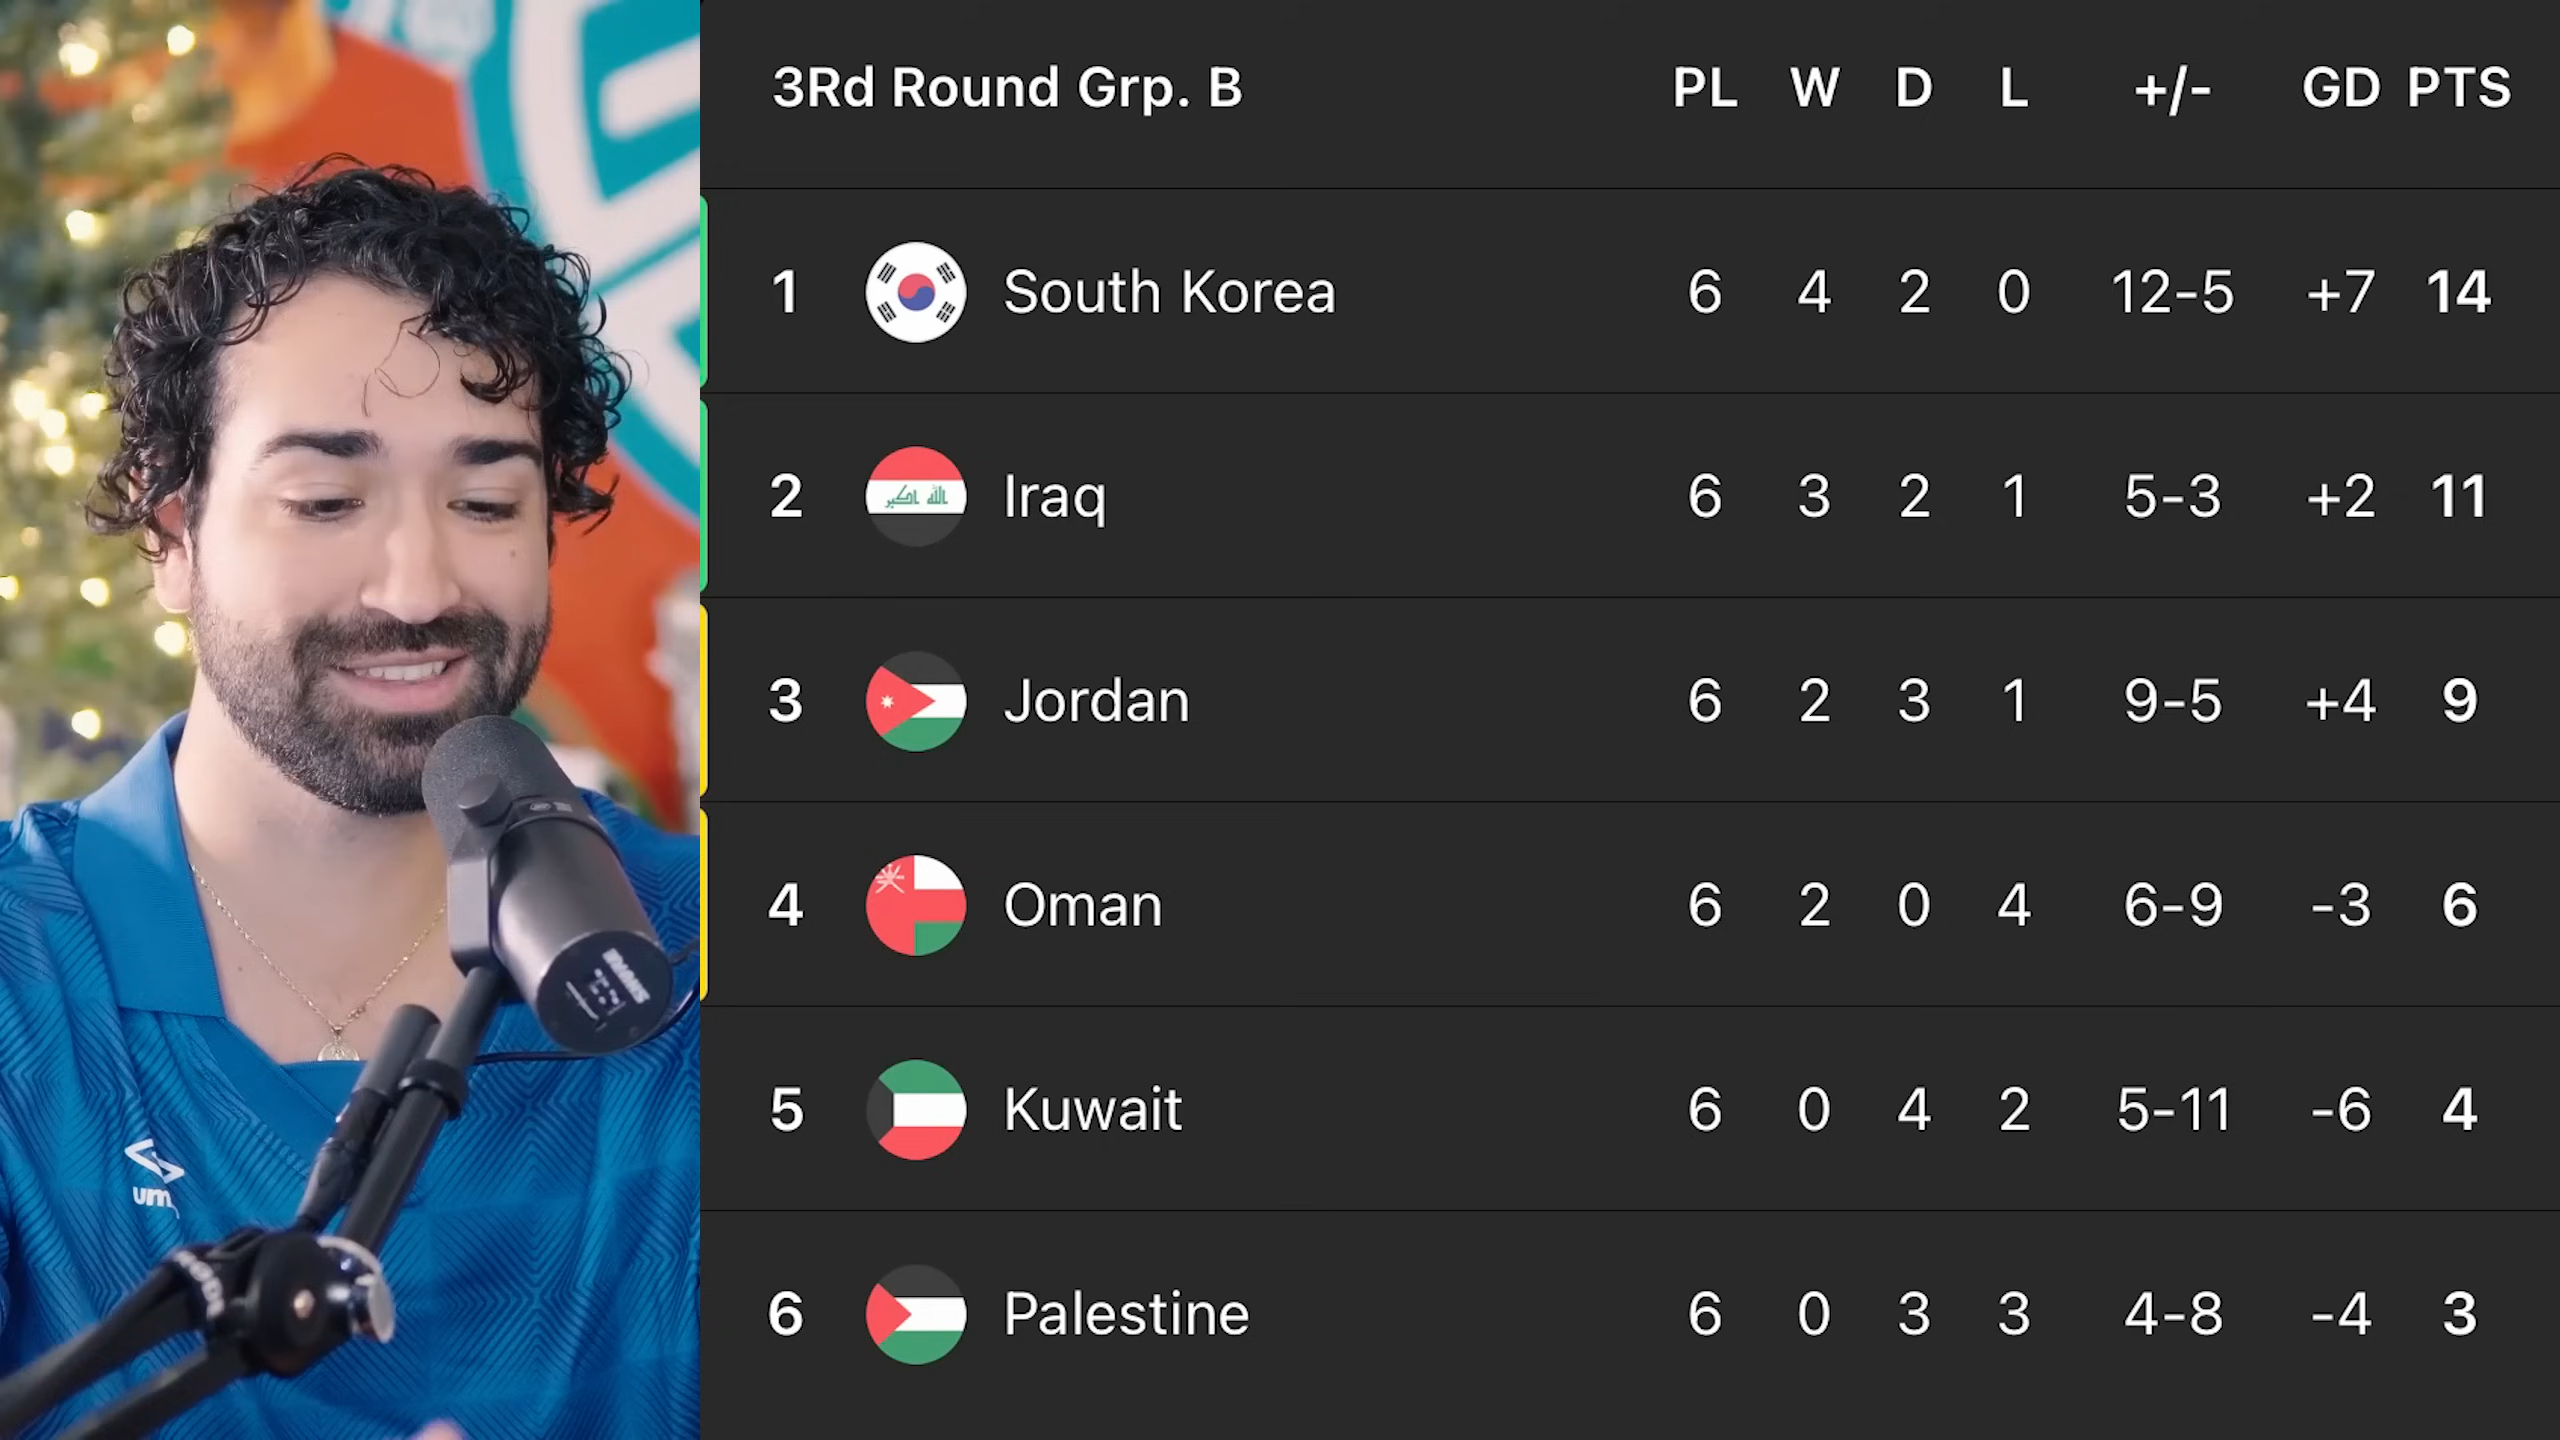 3Rd Round Grp. B PL W D L +/- GD PTS
1 South Korea 6 4 2 0 12-5 +7 14
2 الله اكبر Iraq 6 3 2 1 5-3 +2 11
3 Jordan 6 2 3 1 9-5 +4 9
4 Oman 6 2 0 4 6-9 -3 6
5 Kuwait 6 0 4 2 5-11 -6 4
6 Palestine 6 0 3 3 4-8 -4 3
um